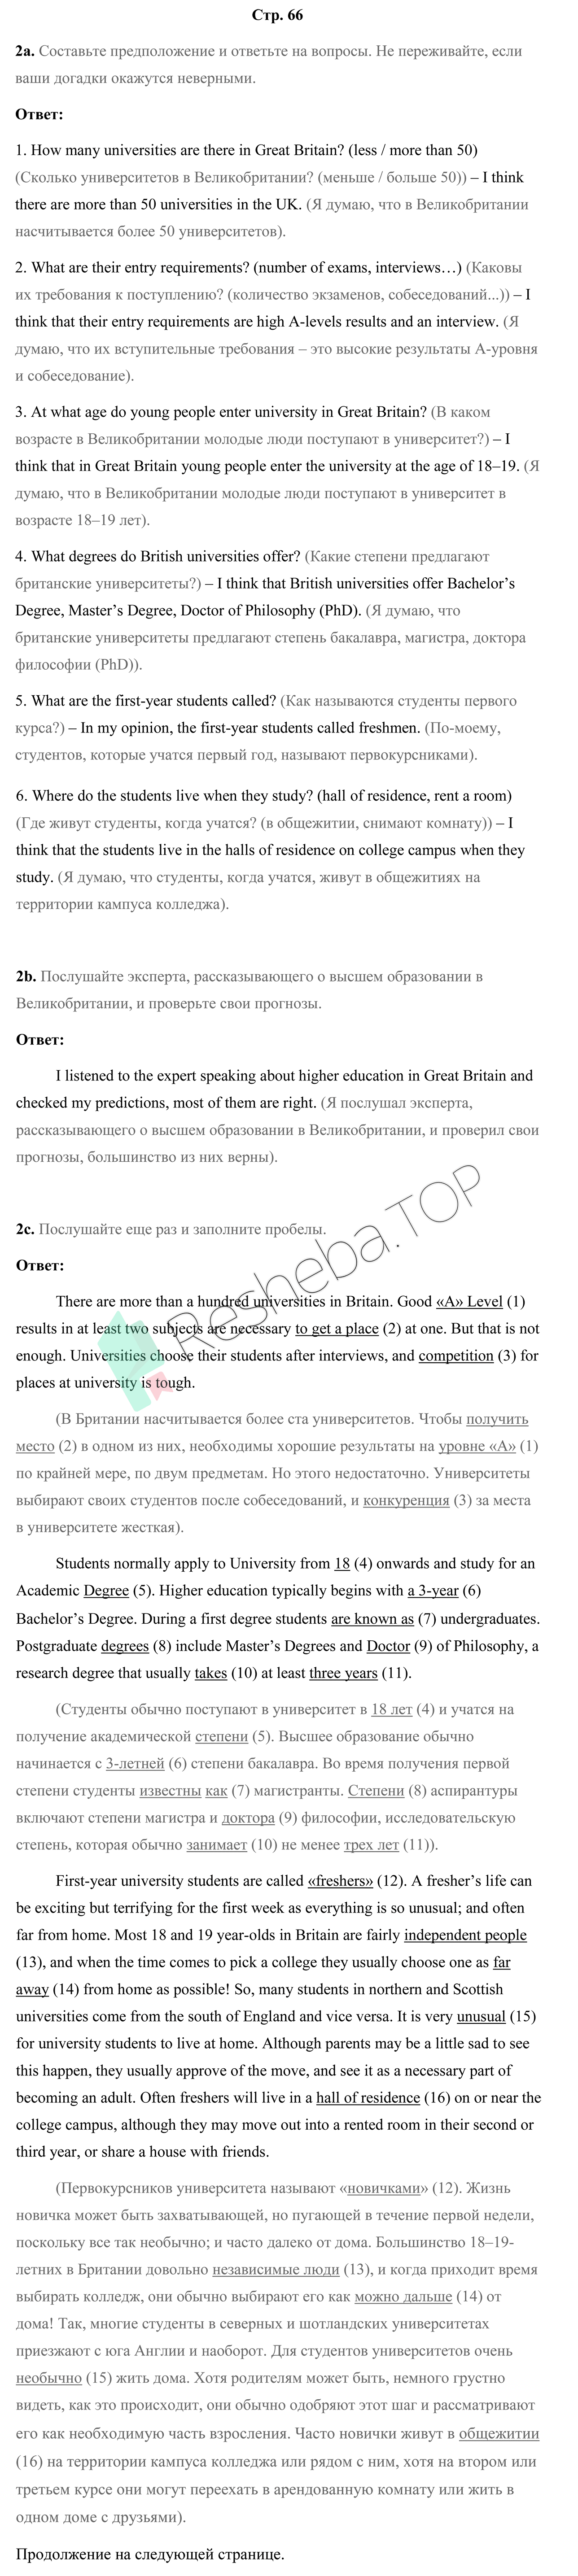 Стр. 66
2a. Составьте предположение и ответьте на вопросы. Не переживайте, если
ваши догадки окажутся неверными.
Ответ:
1. How many universities are there in Great Britain? (less / more than 50)
(Сколько университетов в Великобритании? (меньше / больше 50)) – I think
there are more than 50 universities in the UK. (Я думаю, что в Великобритании
насчитывается более 50 университетов).
2. What are their entry requirements? (number of exams, interviews…) (Каковы
их требования к поступлению? (количество экзаменов, собеседований...)) – I
think that their entry requirements are high A-levels results and an interview. (Я
думаю, что их вступительные требования – это высокие результаты А-уровня
и собеседование).
3. At what age do young people enter university in Great Britain? (В каком
возрасте в Великобритании молодые люди поступают в университет?) – I
think that in Great Britain young people enter the university at the age of 18–19. (Я
думаю, что в Великобритании молодые люди поступают в университет в
возрасте 18–19 лет).
4. What degrees do British universities offer? (Какие степени предлагают
британские университеты?) – I think that British universities offer Bachelor’s
Degree, Master’s Degree, Doctor of Philosophy (PhD). (Я думаю, что
британские университеты предлагают степень бакалавра, магистра, доктора
философии (PhD)).
5. What are the first-year students called? (Как называются студенты первого
курса?) – In my opinion, the first-year students called freshmen. (По-моему,
студентов, которые учатся первый год, называют первокурсниками).
6. Where do the students live when they study? (hall of residence, rent a room)
(Где живут студенты, когда учатся? (в общежитии, снимают комнату)) – I
think that the students live in the halls of residence on college campus when they
study. (Я думаю, что студенты, когда учатся, живут в общежитиях на
территории кампуса колледжа).
2b. Послушайте эксперта, рассказывающего о высшем образовании в
Великобритании, и проверьте свои прогнозы.
Ответ:
I listened to the expert speaking about higher education in Great Britain and
checked my predictions, most of them are right. (Я послушал эксперта,
рассказывающего о высшем образовании в Великобритании, и проверил свои
прогнозы, большинство из них верны).
2c. Послушайте еще раз и заполните пробелы.
Ответ:
There are more than a hundred universities in Britain. Good «A» Level (1)
results in at least two subjects are necessary to get a place (2) at one. But that is not
enough. Universities choose their students after interviews, and competition (3) for
places at university is tough.
(В Британии насчитывается более ста университетов. Чтобы получить
место (2) в одном из них, необходимы хорошие результаты на уровне «А» (1)
по крайней мере, по двум предметам. Но этого недостаточно. Университеты
выбирают своих студентов после собеседований, и конкуренция (3) за места
в университете жесткая).
Students normally apply to University from 18 (4) onwards and study for an
Academic Degree (5). Higher education typically begins with a 3-year (6)
Bachelor’s Degree. During a first degree students are known as (7) undergraduates.
Postgraduate degrees (8) include Master’s Degrees and Doctor (9) of Philosophy, a
research degree that usually takes (10) at least three years (11).
(Студенты обычно поступают в университет в 18 лет (4) и учатся на
получение академической степени (5). Высшее образование обычно
начинается с 3-летней (6) степени бакалавра. Во время получения первой
степени студенты известны как (7) магистранты. Степени (8) аспирантуры
включают степени магистра и доктора (9) философии, исследовательскую
степень, которая обычно занимает (10) не менее трех лет (11)).
First-year university students are called «freshers» (12). A fresher’s life can
be exciting but terrifying for the first week as everything is so unusual; and often
far from home. Most 18 and 19 year-olds in Britain are fairly independent people
(13), and when the time comes to pick a college they usually choose one as far
away (14) from home as possible! So, many students in northern and Scottish
universities come from the south of England and vice versa. It is very unusual (15)
for university students to live at home. Although parents may be a little sad to see
this happen, they usually approve of the move, and see it as a necessary part of
becoming an adult. Often freshers will live in a hall of residence (16) on or near the
college campus, although they may move out into a rented room in their second or
third year, or share a house with friends.
(Первокурсников университета называют «новичками» (12). Жизнь
новичка может быть захватывающей, но пугающей в течение первой недели,
поскольку все так необычно; и часто далеко от дома. Большинство 18–19-
летних в Британии довольно независимые люди (13), и когда приходит время
выбирать колледж, они обычно выбирают его как можно дальше (14) от
дома! Так, многие студенты в северных и шотландских университетах
приезжают с юга Англии и наоборот. Для студентов университетов очень
необычно (15) жить дома. Хотя родителям может быть, немного грустно
видеть, как это происходит, они обычно одобряют этот шаг и рассматривают
его как необходимую часть взросления. Часто новички живут в общежитии
(16) на территории кампуса колледжа или рядом с ним, хотя на втором или
третьем курсе они могут переехать в арендованную комнату или жить в
одном доме с друзьями).
Продолжение на следующей странице.
Resheba.TOP